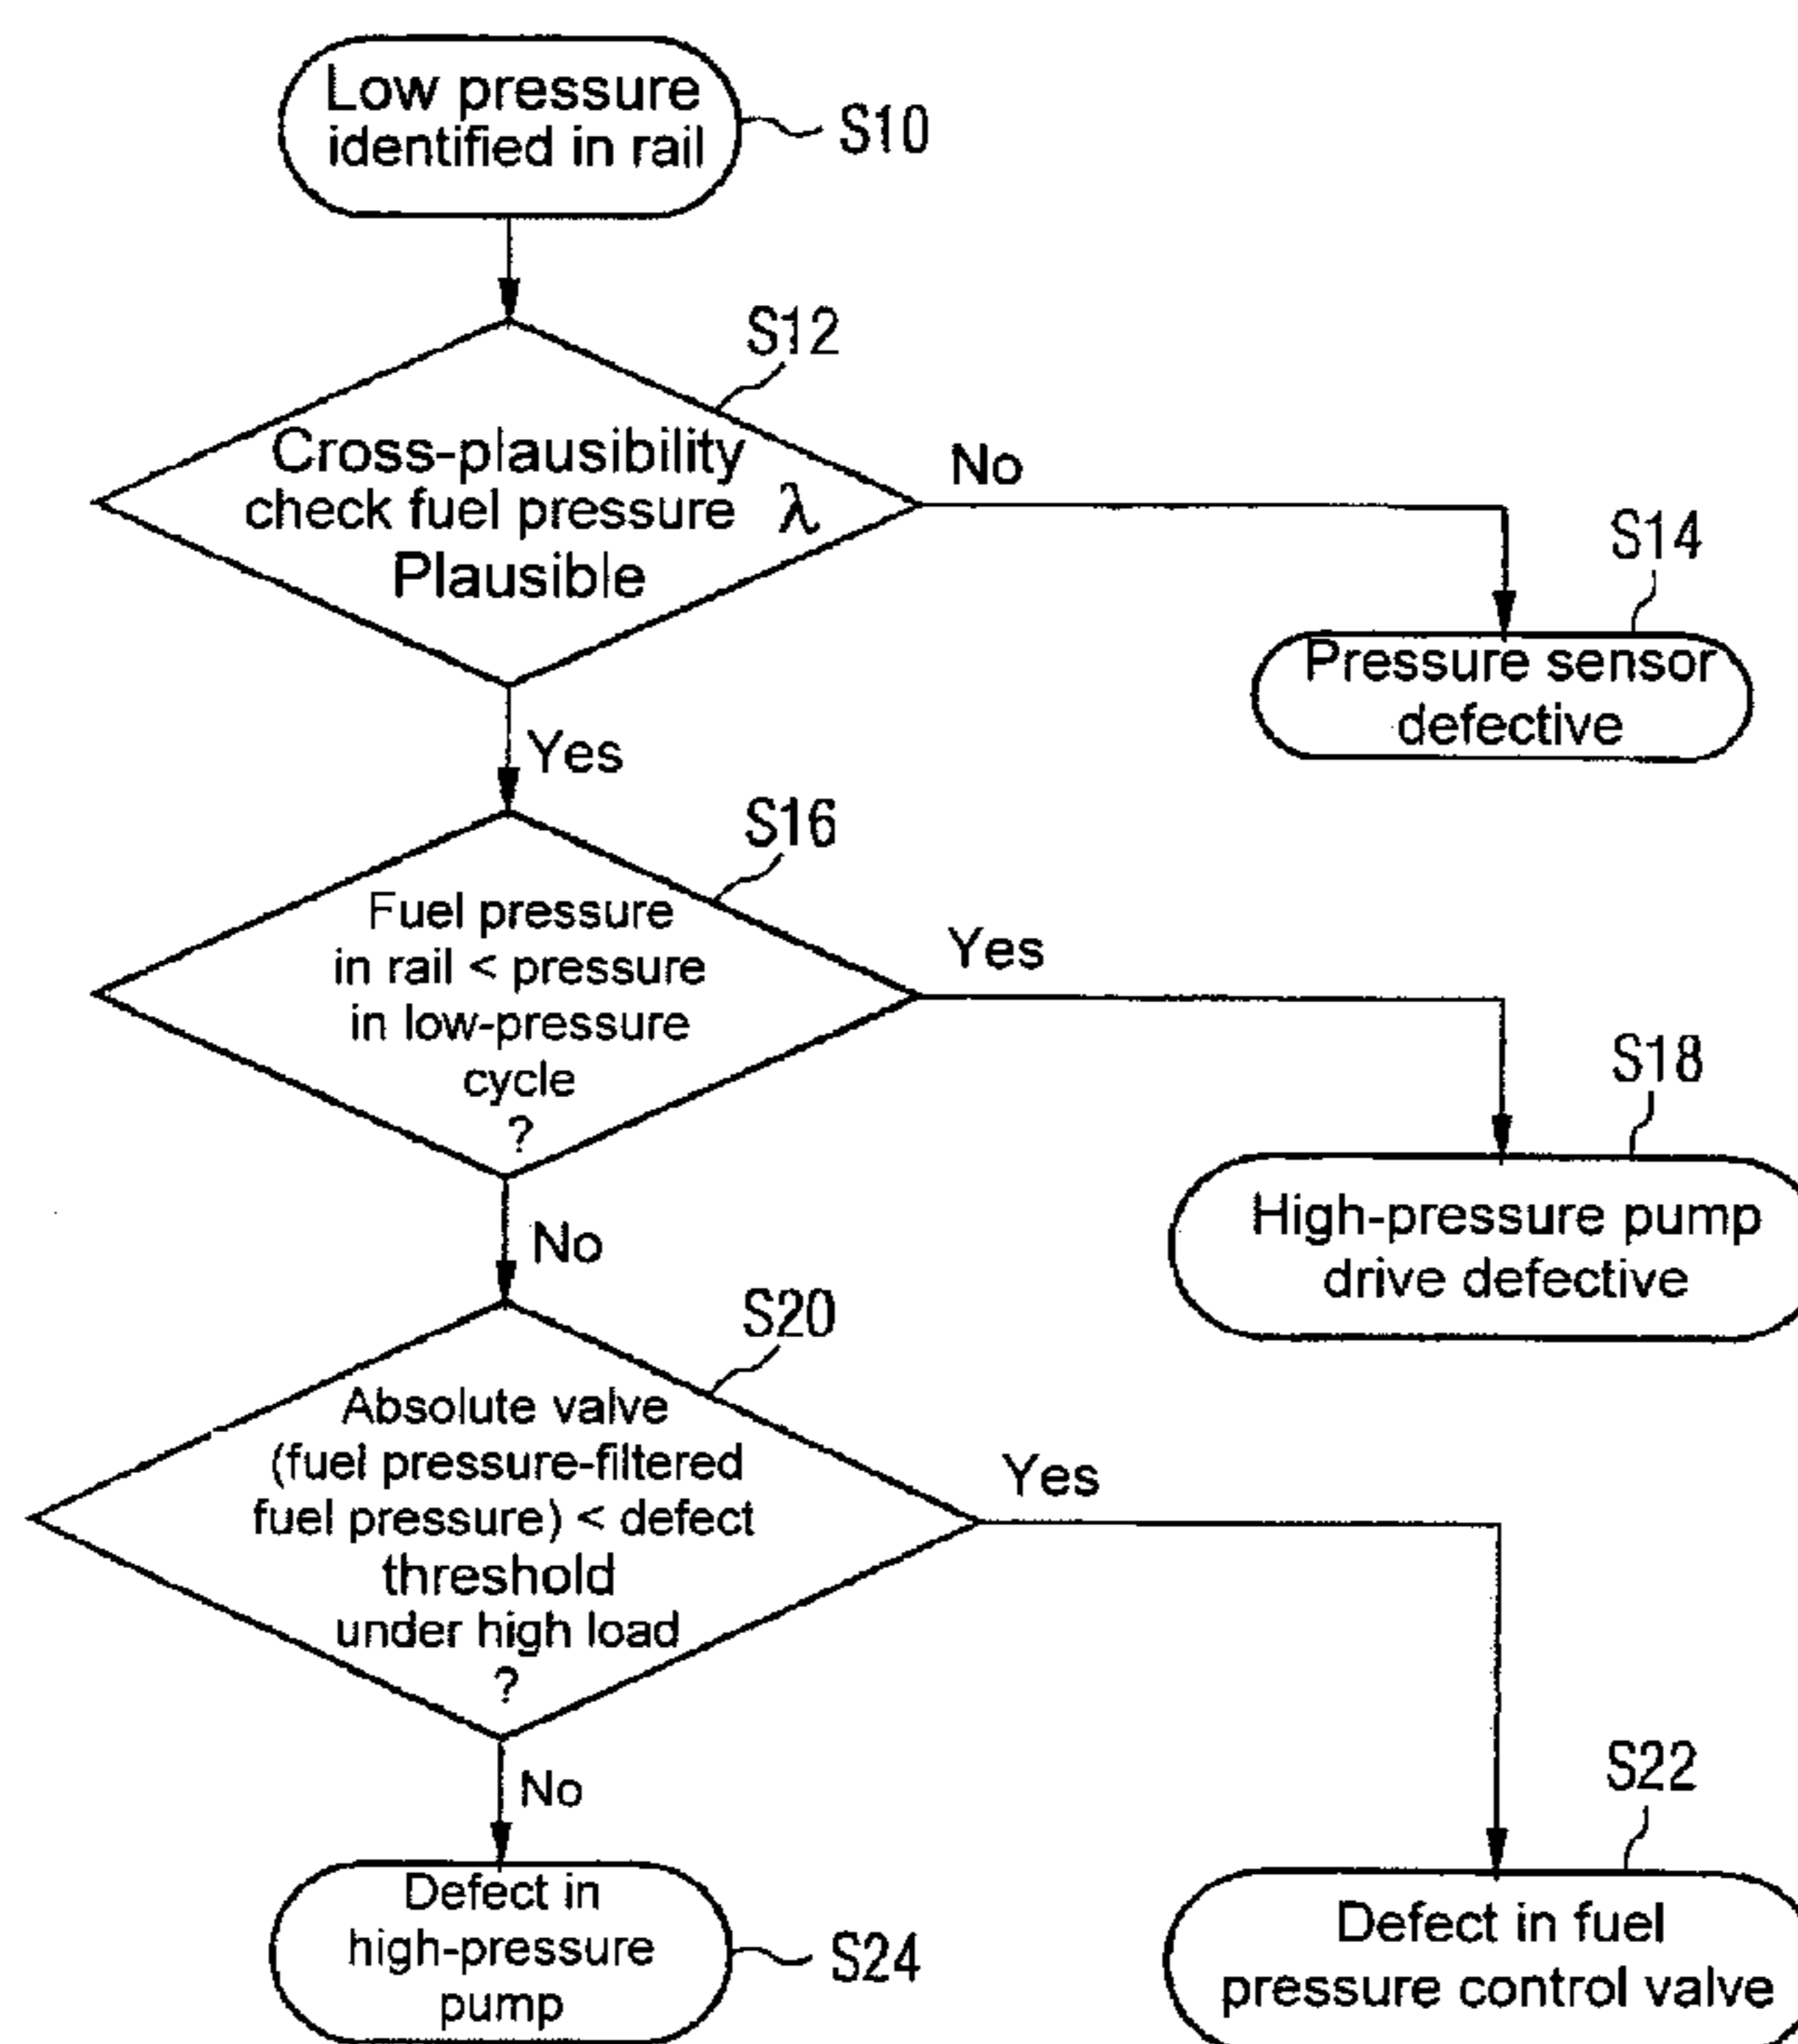 Low pressure
identified in rail
S10
S12
Cross-plausibility
check fuel pressure λ
Plausible
No
S14
Pressure sensor
defective
Yes
S16
Fuel pressure
in rail < pressure
in low-pressure
cycle
?
Yes
S18
High-pressure pump
drive defective
No
S20
Absolute valve
(fuel pressure-filtered
fuel pressure) < defect
threshold
under high load
?
Yes
S22
Defect in fuel
pressure control valve
No
Defect in
high-pressure
pump
S24